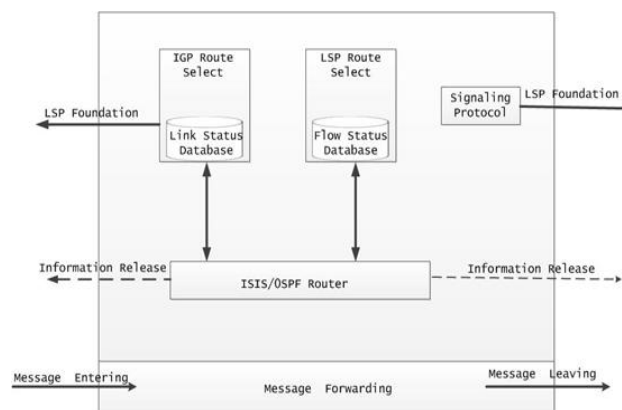 IGP Route
Select
LSP Route
Select
LSP Foundation
Signaling
Protocol
LSP Foundation
Link Status
Database
Flow Status
Database
Information Release
ISIS/OSPF Router
Information Release
Message Entering
Message Forwarding
Message Leaving